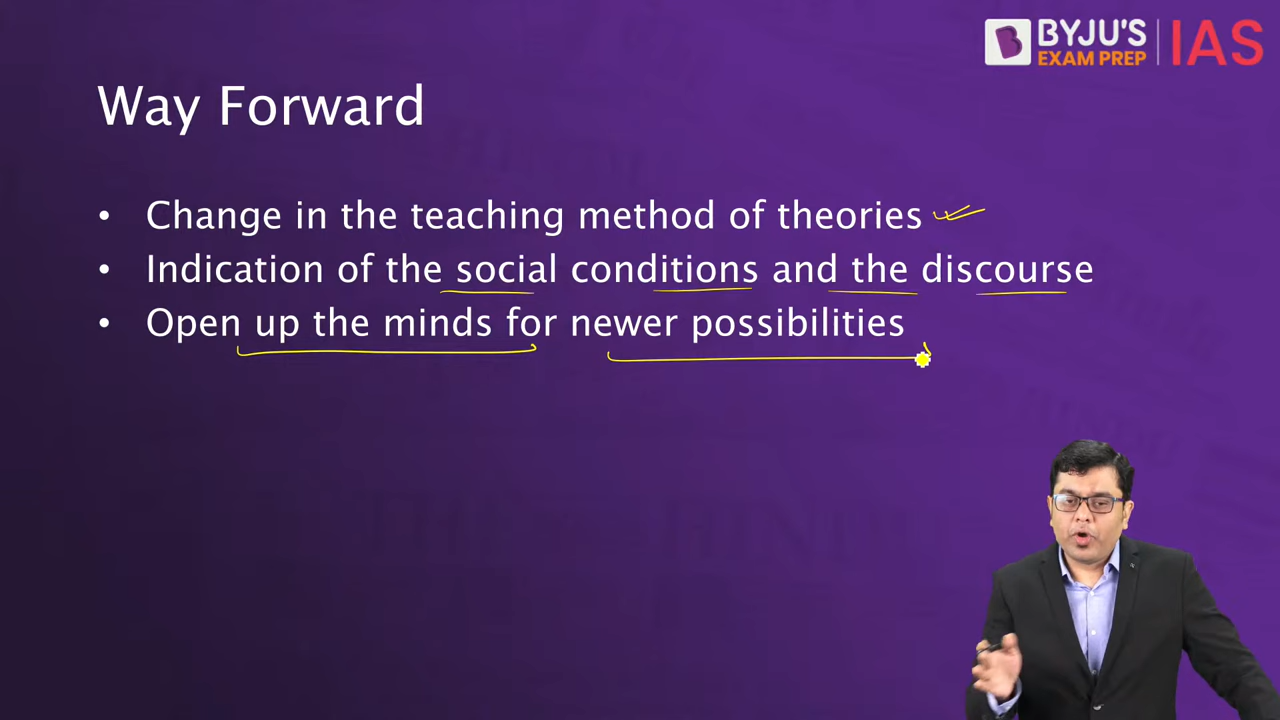 BYJU'S
EXAM PREP
IAS
Way Forward
• Change in the teaching method of theories
• Indication of the social conditions and the discourse
• Open up the minds for newer possibilities